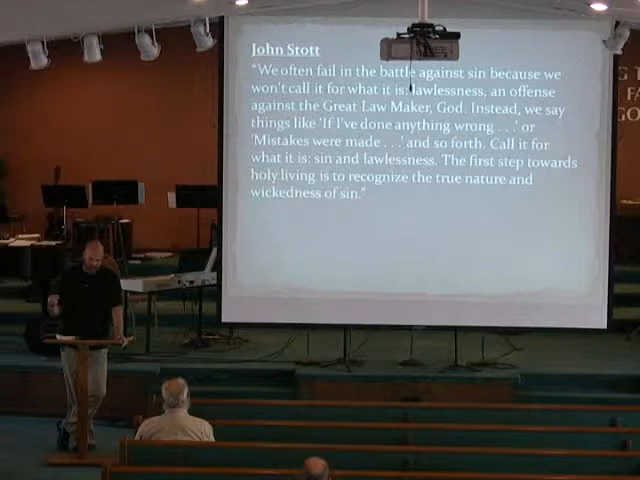 John Stott
"We often fail in the battle against sin because we
won't call it for what it is: lawlessness, an offense
against the Great Law Maker, God. Instead, we say
things like 'If I've done anything wrong . . .' or
'Mistakes were made . . .' and so forth. Call it for
what it is: sin and lawlessness. The first step towards
holy living is to recognize the true nature and
wickedness of sin."